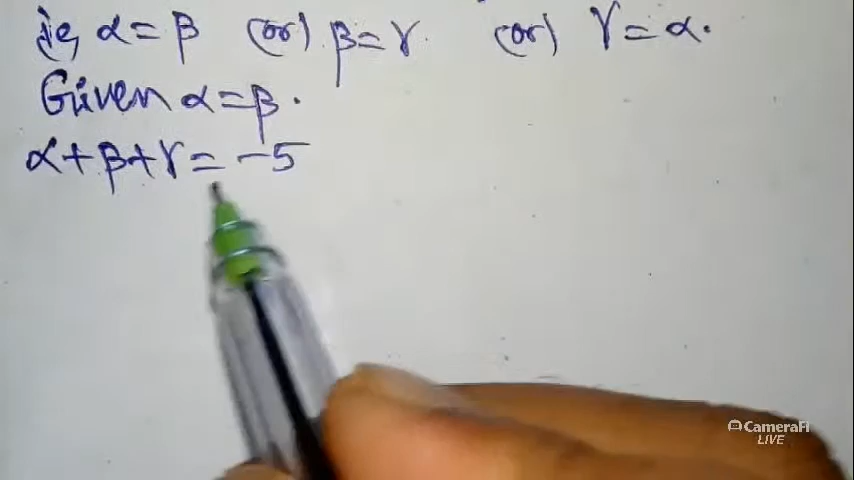 ie, α = β (or) β = γ. (or) γ = α.
Given α = β.
α + β + γ = -5
CameraFi
LIVE